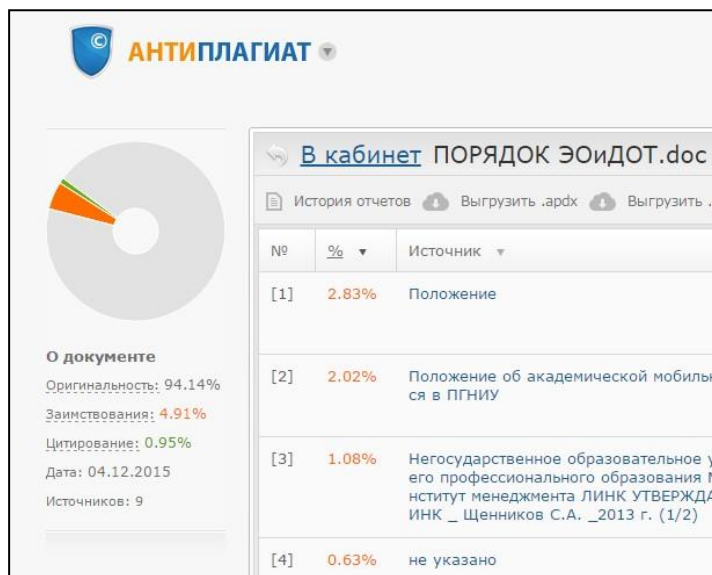 ©
АНТИПЛАГИАТ
В кабинет ПОРЯДОК ЭОиДОТ.doc
История отчетов Выгрузить .apdx Выгрузить .
№ % Источник
[1] 2.83% Положение
[2] 2.02% Положение об академической мобильн
ся в ПГНИУ
[3] 1.08% Негосударственное образовательное у
его профессионального образования М
нститут менеджмента ЛИНК УТВЕРЖДА
ИНК _ Щенников С.А. _2013 г. (1/2)
[4] 0.63% не указано
О документе
Оригинальность: 94.14%
Заимствования: 4.91%
Цитирование: 0.95%
Дата: 04.12.2015
Источников: 9